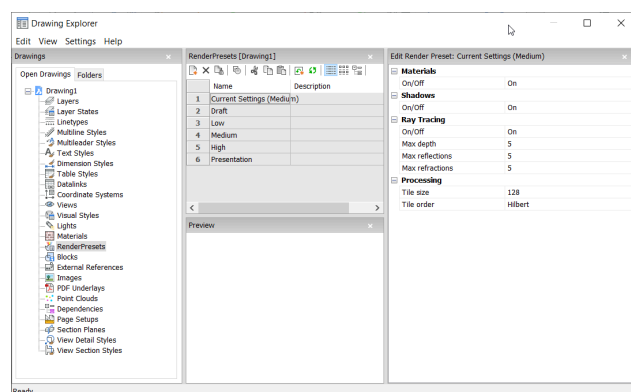 Drawing Explorer
Edit View Settings Help
Drawings
Open Drawings Folders
Drawing1
Layers
Layer States
Linetypes
Multiline Styles
Multileader Styles
Text Styles
Dimension Styles
Table Styles
Datalinks
Coordinate Systems
Views
Visual Styles
Lights
Materials
RenderPresets
Blocks
External References
Images
PDF Underlays
Point Clouds
Dependencies
Page Setups
Section Planes
View Detail Styles
View Section Styles
RenderPresets [Drawing1]
Name Description
1 Current Settings (Medium)
2 Draft
3 Low
4 Medium
5 High
6 Presentation
Preview
Edit Render Preset: Current Settings (Medium)
Materials
On/Off On
Shadows
On/Off On
Ray Tracing
On/Off On
Max depth 5
Max reflections 5
Max refractions 5
Processing
Tile size 128
Tile order Hilbert
Ready